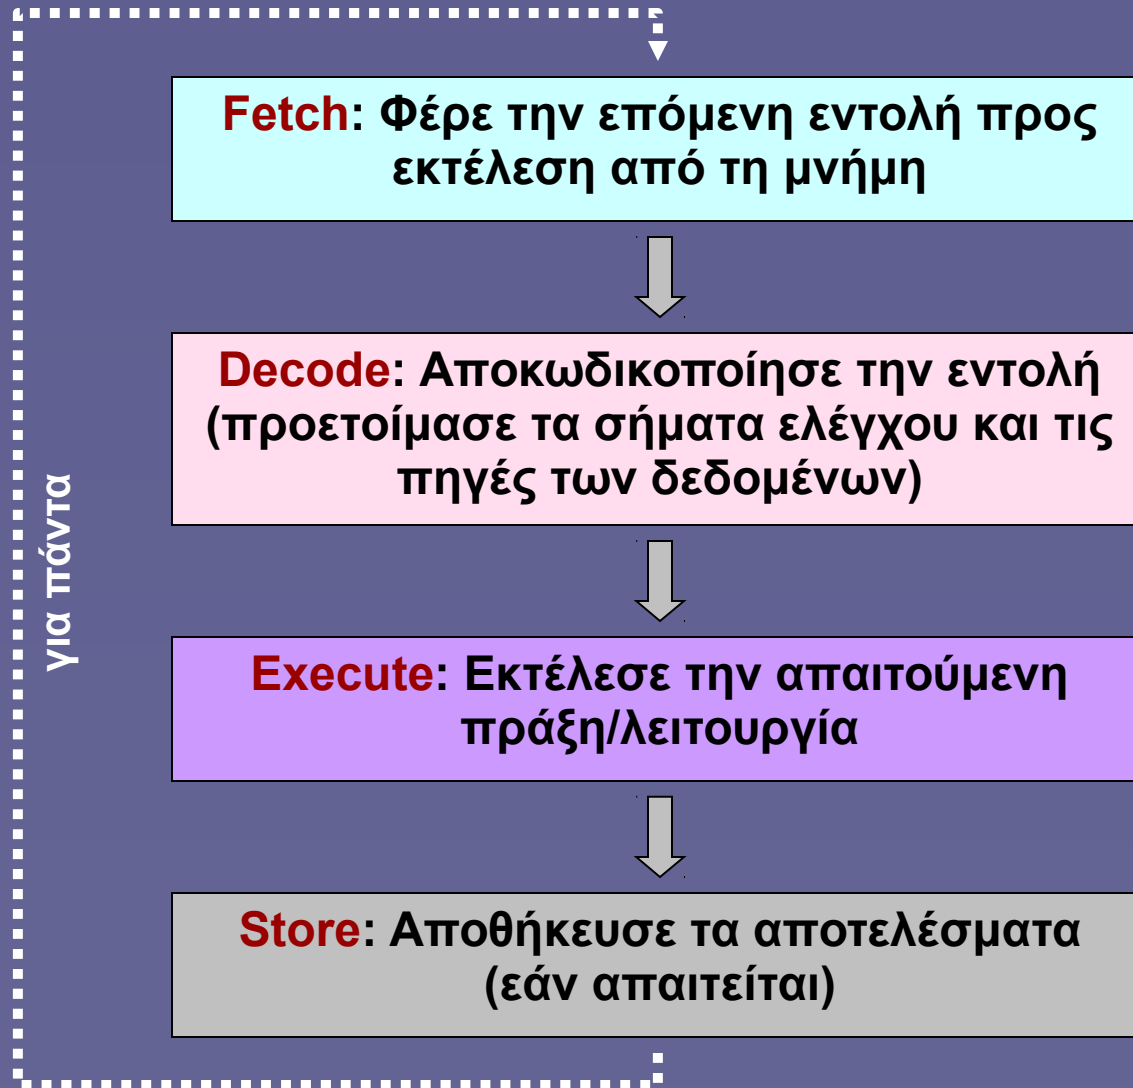 Fetch: Φέρε την επόμενη εντολή προς
εκτέλεση από τη μνήμη
Decode: Αποκωδικοποίησε την εντολή
(προετοίμασε τα σήματα ελέγχου και τις
πηγές των δεδομένων)
για πάντα
Execute: Εκτέλεσε την απαιτούμενη
πράξη/λειτουργία
Store: Αποθήκευσε τα αποτελέσματα
(εάν απαιτείται)